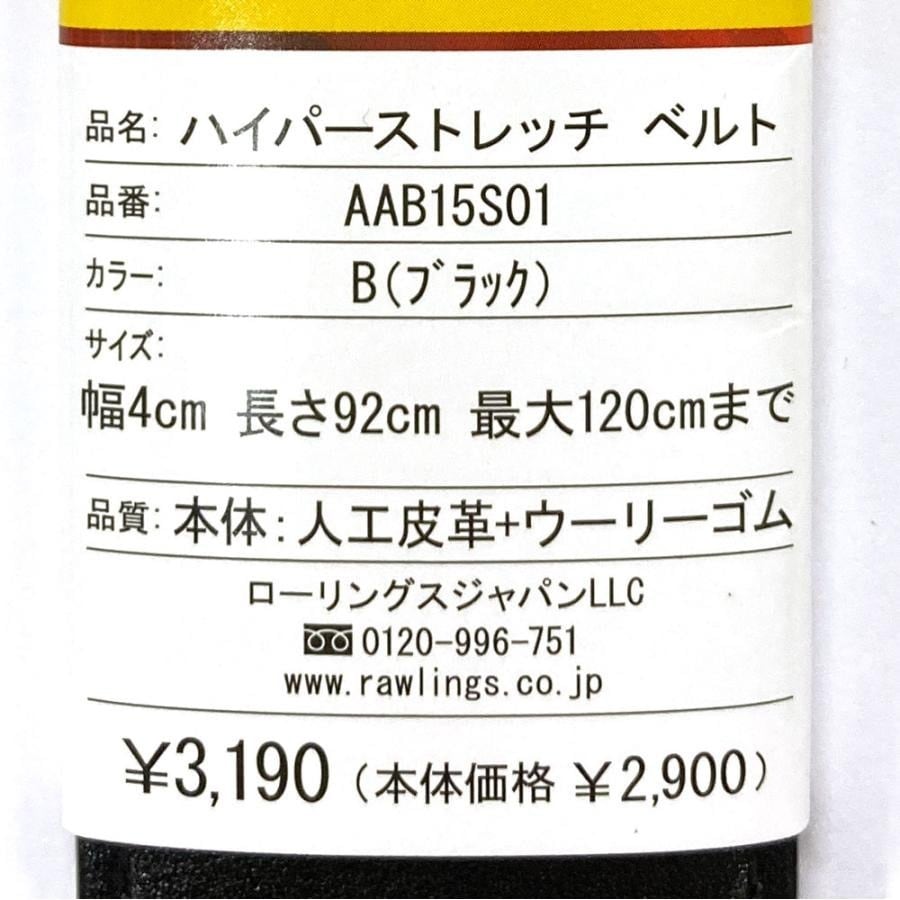 品名: ハイパーストレッチ ベルト
品番: AAB15S01
カラー: B(ブラック)
サイズ:
幅4cm 長さ92cm 最大120cmまで
品質: 本体: 人工皮革+ウーリーゴム
ローリングスジャパンLLC
0120-996-751
www.rawlings.co.jp
¥3,190 (本体価格 ¥2,900)